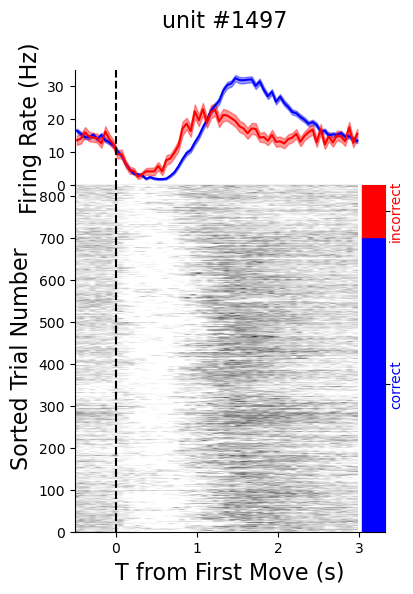 unit #1497
Firing Rate (Hz)
30
20
10
0
Sorted Trial Number
800
700
600
500
400
300
200
100
0
incorrect
correct
0
1
2
3
T from First Move (s)